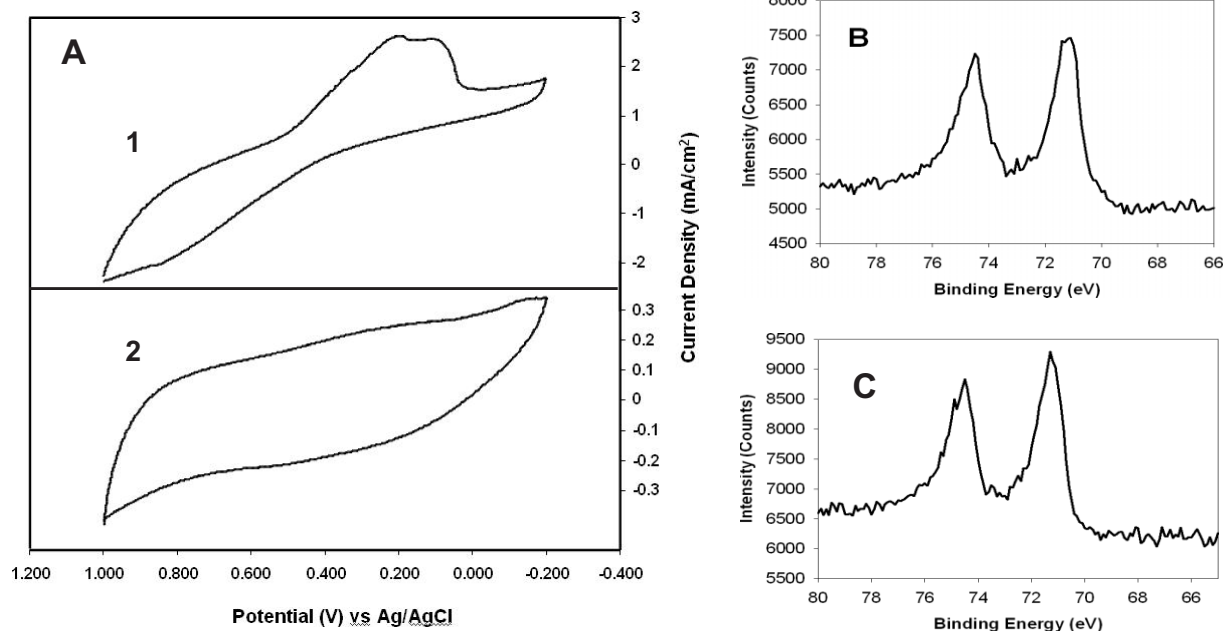 A
1
2
3
2
1
0
-1
-2
0.3
0.2
0.1
0
-0.1
-0.2
-0.3
Current Density (mA/cm²)
1.200 1.000 0.800 0.600 0.400 0.200 0.000 -0.200 -0.400
Potential (V) vs Ag/AgCl
B
8000
7500
7000
6500
6000
5500
5000
4500
Intensity (Counts)
80 78 76 74 72 70 68 66
Binding Energy (eV)
C
9500
9000
8500
8000
7500
7000
6500
6000
5500
Intensity (Counts)
80 78 76 74 72 70 68 66
Binding Energy (eV)